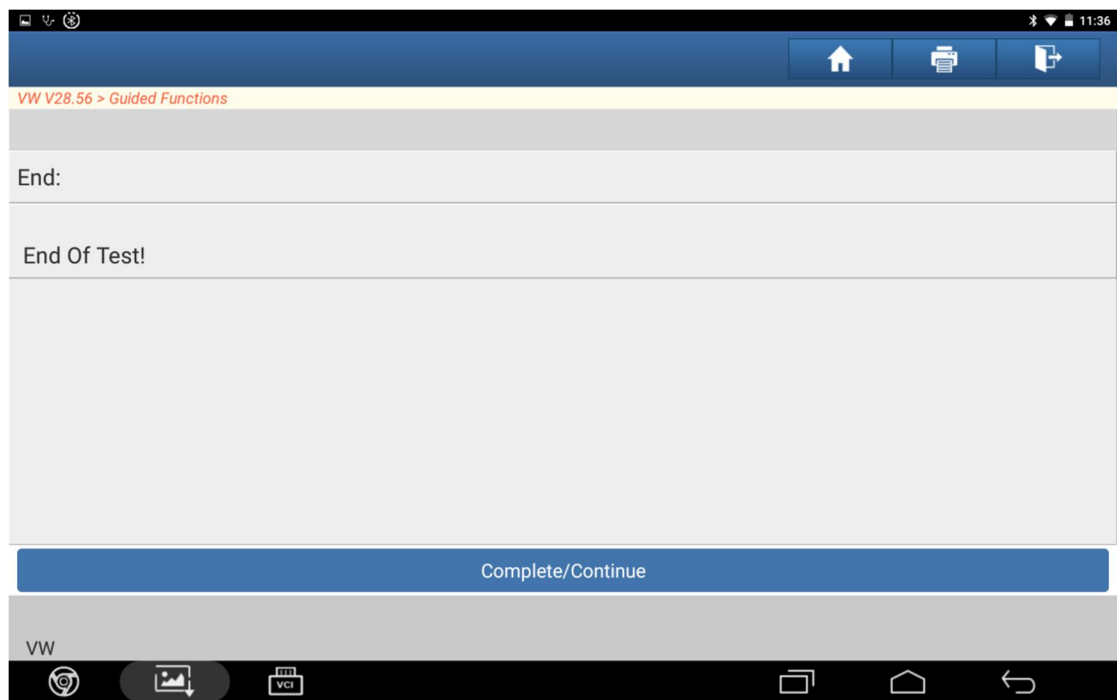 11:36
VW V28.56 > Guided Functions
End:
End Of Test!
Complete/Continue
VW
VCI